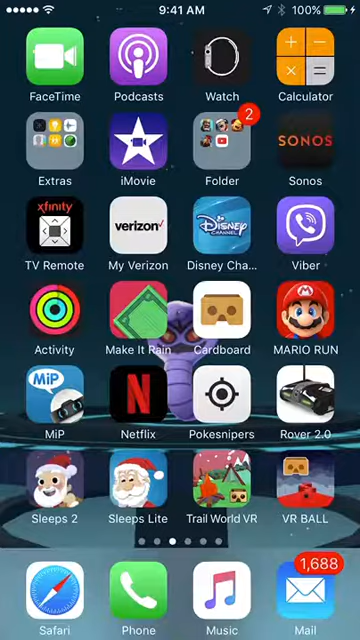 9:41 AM 100%
FaceTime Podcasts Watch Calculator
2
Extras iMovie Folder Sonos
SONOS
xfinity verizon Disney CHANNEL
TV Remote My Verizon Disney Cha... Viber
Activity Make It Rain Cardboard MARIO RUN
MiP
MiP Netflix Pokesnipers Rover 2.0
Sleeps 2 Sleeps Lite Trail World VR VR BALL
1,688
Safari Phone Music Mail